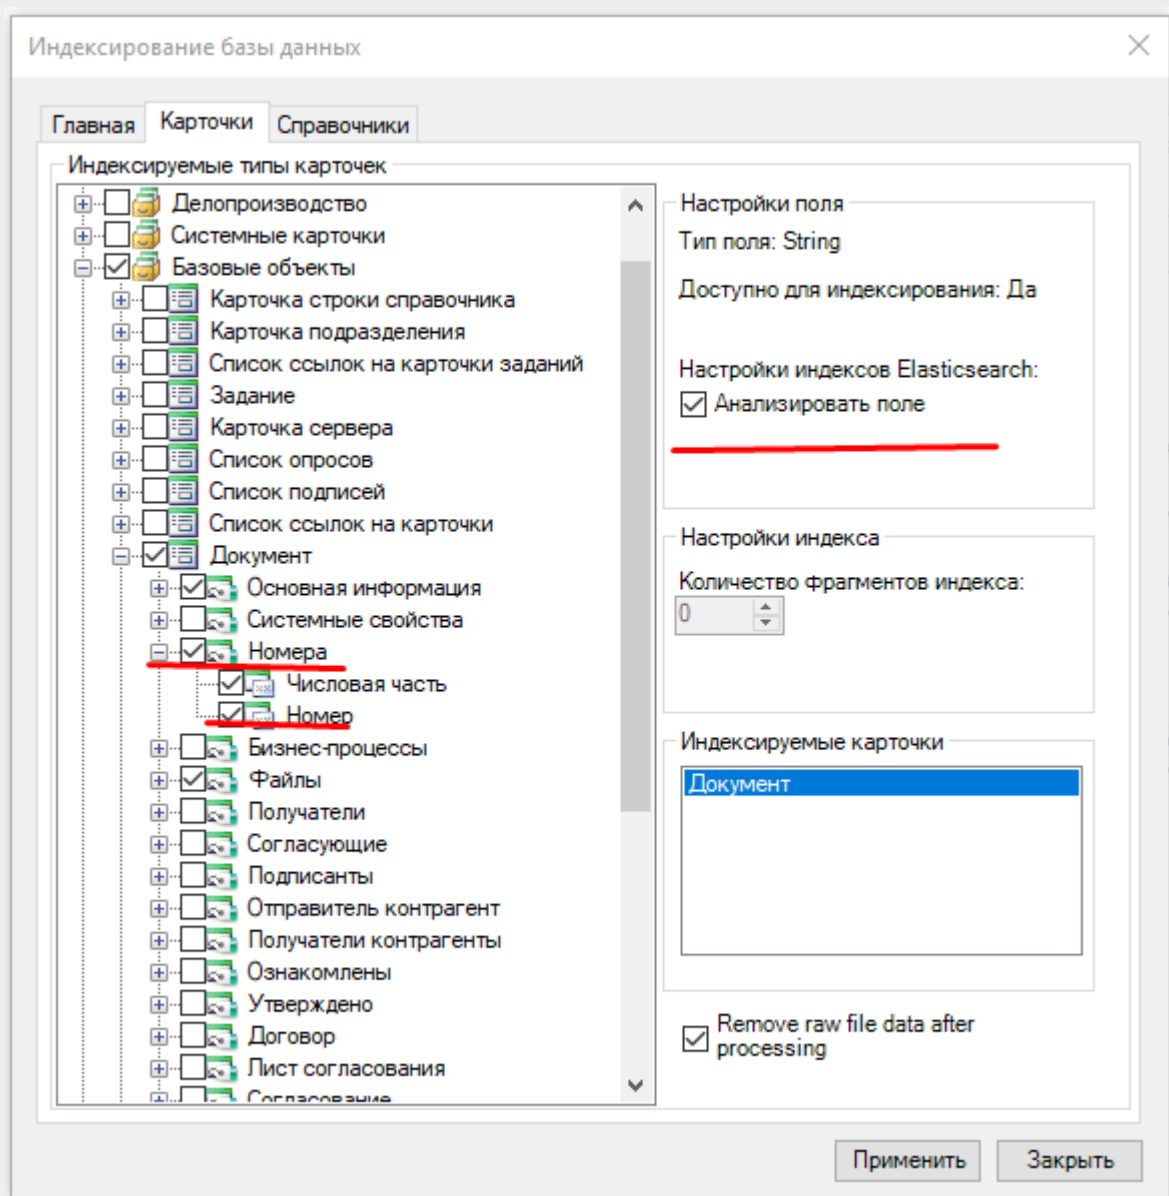 Индексирование базы данных
Главная
Карточки
Справочники
Индексируемые типы карточек
Делопроизводство
Системные карточки
Базовые объекты
Карточка строки справочника
Карточка подразделения
Список ссылок на карточки заданий
Задание
Карточка сервера
Список опросов
Список подписей
Список ссылок на карточки
Документ
Основная информация
Системные свойства
Номера
Числовая часть
Номер
Бизнес-процессы
Файлы
Получатели
Согласующие
Подписанты
Отправитель контрагент
Получатели контрагенты
Ознакомлены
Утверждено
Договор
Лист согласования
Согласование
Настройки поля
Тип поля: String
Доступно для индексирования: Да
Настройки индексов Elasticsearch:
Анализировать поле
Настройки индекса
Количество фрагментов индекса:
0
Индексируемые карточки
Документ
Remove raw file data after
processing
Применить
Закрыть